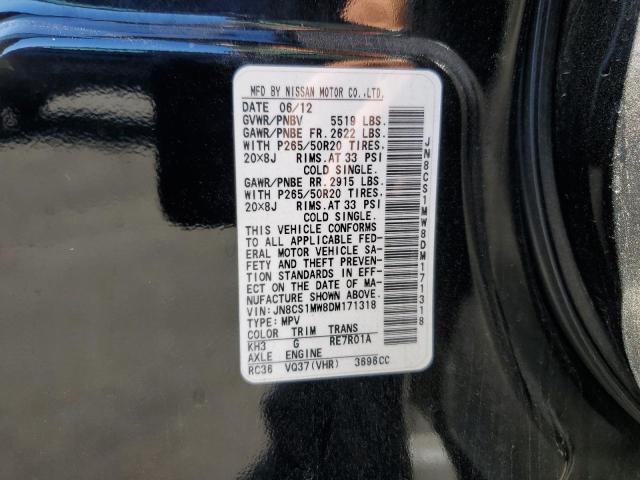 MFD BY NISSAN MOTOR CO.,LTD.
DATE 06/12
GVWR/PNBV 5519 LBS.
GAWR/PNBE FR. 2622 LBS.
WITH P265/50R20 TIRES.
20×8J RIMS.AT 33 PSI
COLD SINGLE.
GAWR/PNBE RR. 2915 LBS.
WITH P265/50R20 TIRES.
20×8J RIMS.AT 33 PSI
COLD SINGLE.
THIS VEHICLE CONFORMS
TO ALL APPLICABLE FED-
ERAL MOTOR VEHICLE SA-
FETY AND THEFT PREVEN-
TION STANDARDS IN EFF-
ECT ON THE DATE OF MA-
NUFACTURE SHOWN ABOVE.
VIN:JN8CS1MW8DM171318
TYPE:MPV
COLOR TRIM TRANS
KH3 G RE7R01A
AXLE ENGINE
RC36 VQ37(VHR) 3696CC
JN8CS1MW8DM171318